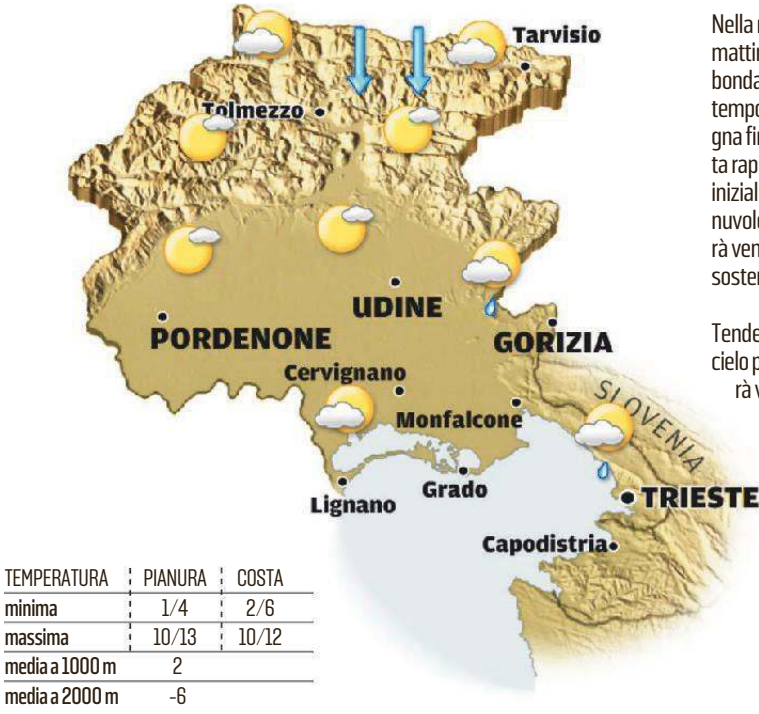 Tarvisio
Tolmezzo
UDINE
PORDENONE
GORIZIA
Cervignano
Monfalcone
SLOVENIA
Lignano
Grado
TRIESTE
Capodistria
Nella
mattin
bonda
tempo
gna fin
ta rap
inizial
nuvolo
rà ven
sosten
Tende
cielo p
rà v
TEMPERATURA PIANURA COSTA
minima 1/4 2/6
massima 10/13 10/12
media a 1000 m 2
media a 2000 m -6